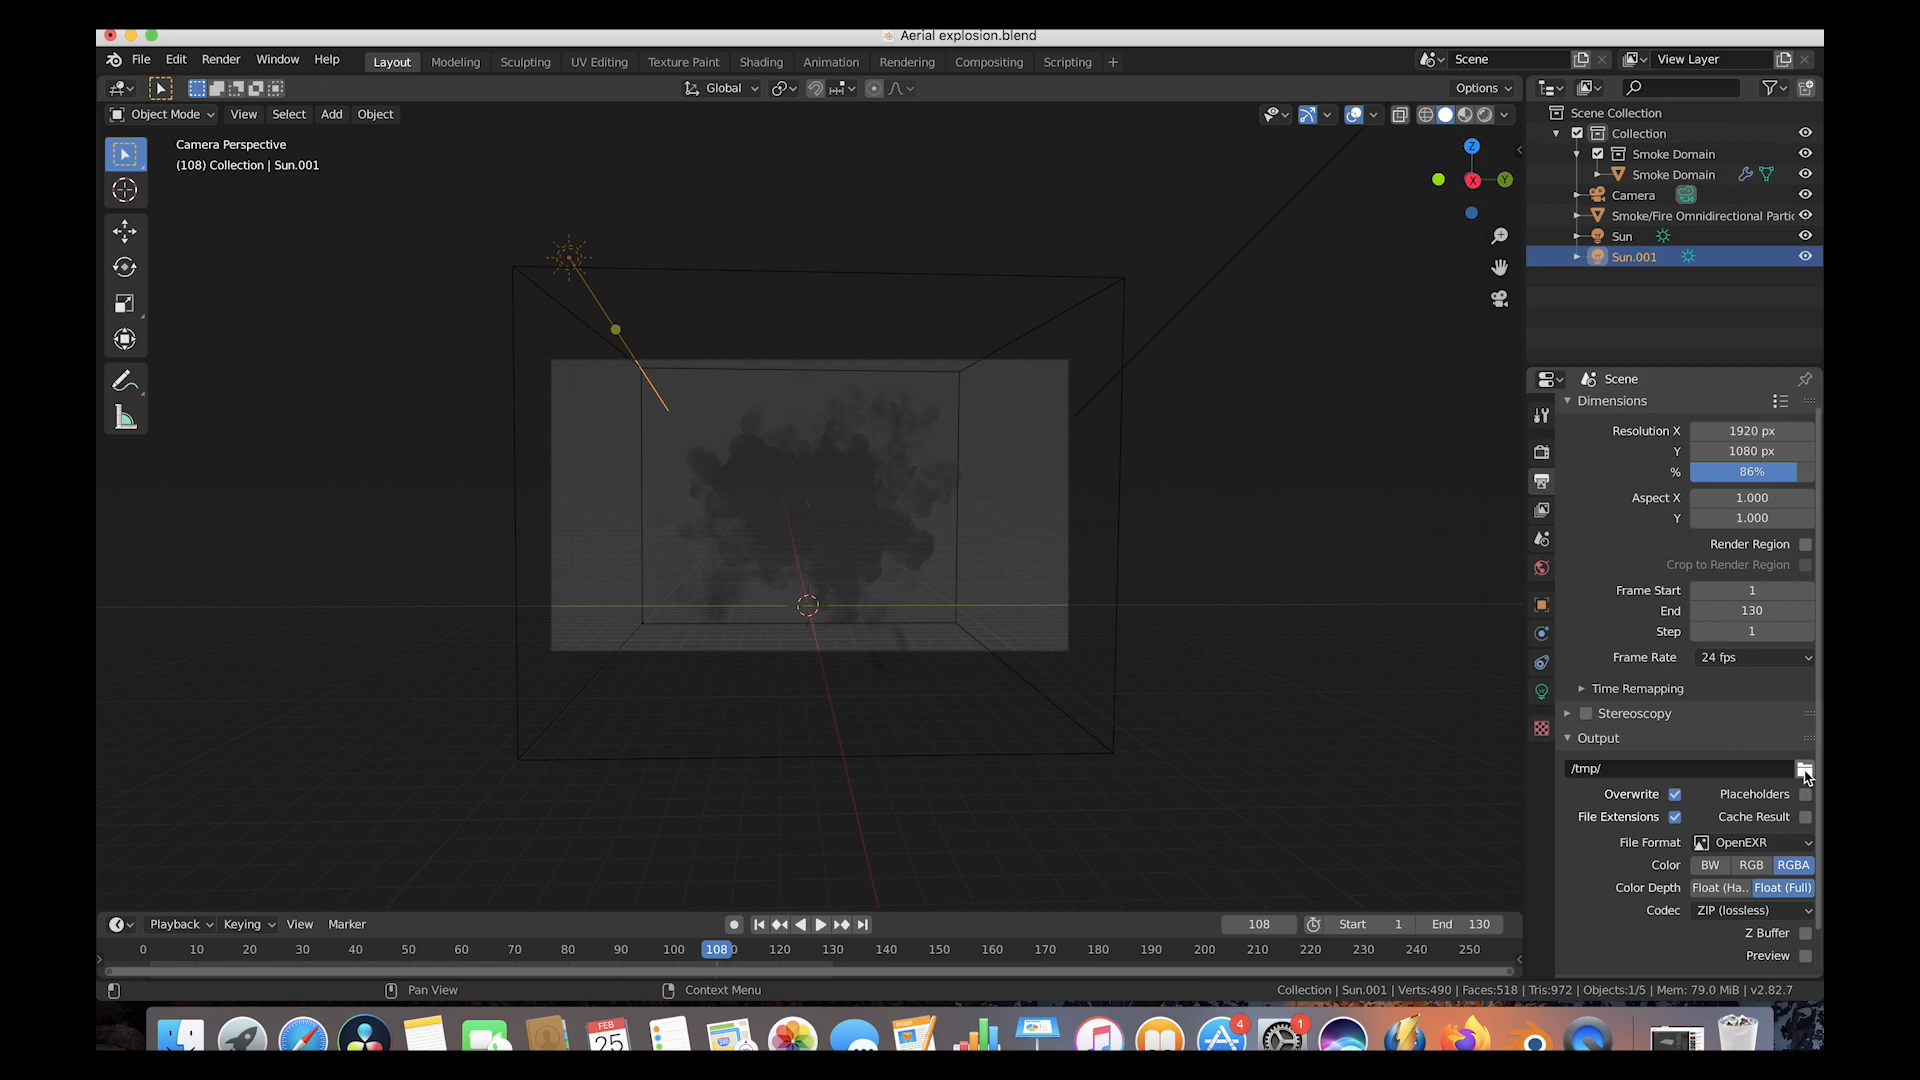 Aerial explosion.blend
File Edit Render Window Help Layout Modeling Sculpting UV Editing Texture Paint Shading Animation Rendering Compositing Scripting + Scene View Layer
Global Options
Object Mode View Select Add Object
Camera Perspective
(108) Collection | Sun.001
Z
X
Y
Scene Collection
Collection
Smoke Domain
Smoke Domain
Camera
Smoke/Fire Omnidirectional Partic
Sun
Sun.001
Scene
Dimensions
Resolution X 1920 px
Y 1080 px
% 86%
Aspect X 1.000
Y 1.000
Render Region
Crop to Render Region
Frame Start 1
End 130
Step 1
Frame Rate 24 fps
Time Remapping
Stereoscopy
Output
/tmp/
Overwrite Placeholders
File Extensions Cache Result
File Format OpenEXR
Color BW RGB RGBA
Color Depth Float (Ha.. Float (Full)
Codec ZIP (lossless)
Z Buffer
Preview
Playback Keying View Marker 108 Start 1 End 130
0 10 20 30 40 50 60 70 80 90 100 108 120 130 140 150 160 170 180 190 200 210 220 230 240 250
Pan View Context Menu Collection | Sun.001 | Verts:490 | Faces:518 | Tris:972 | Objects:1/5 | Mem: 79.0 MiB | v2.82.7
FEB
25
4
1